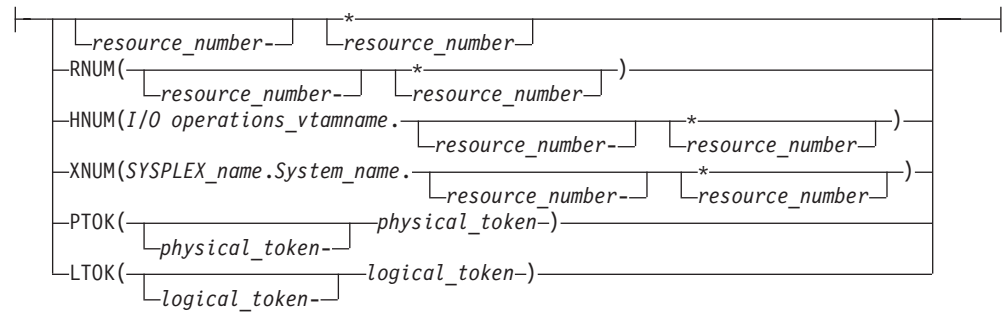 *
resource_number- resource_number
RNUM( * )
resource_number- resource_number
HNUM(I/O operations_vtamname. * )
resource_number- resource_number
XNUM(SYSPLEX_name.System_name. * )
resource_number- resource_number
PTOK( physical_token )
physical_token-
LTOK( logical_token )
logical_token-